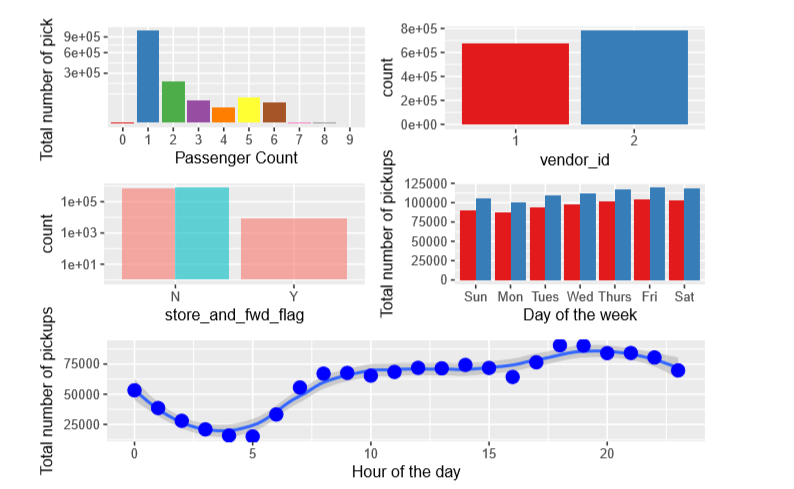 Total number of pick
9e+05
6e+05
3e+05
0 1 2 3 4 5 6 7 8 9
Passenger Count
count
8e+05
6e+05
4e+05
2e+05
0e+00
1 2
vendor_id
count
1e+05
1e+03
1e+01
N Y
store_and_fwd_flag
Total number of pickups
125000
100000
75000
50000
25000
0
Sun Mon Tues Wed Thurs Fri Sat
Day of the week
Total number of pickups
75000
50000
25000
0 5 10 15 20
Hour of the day